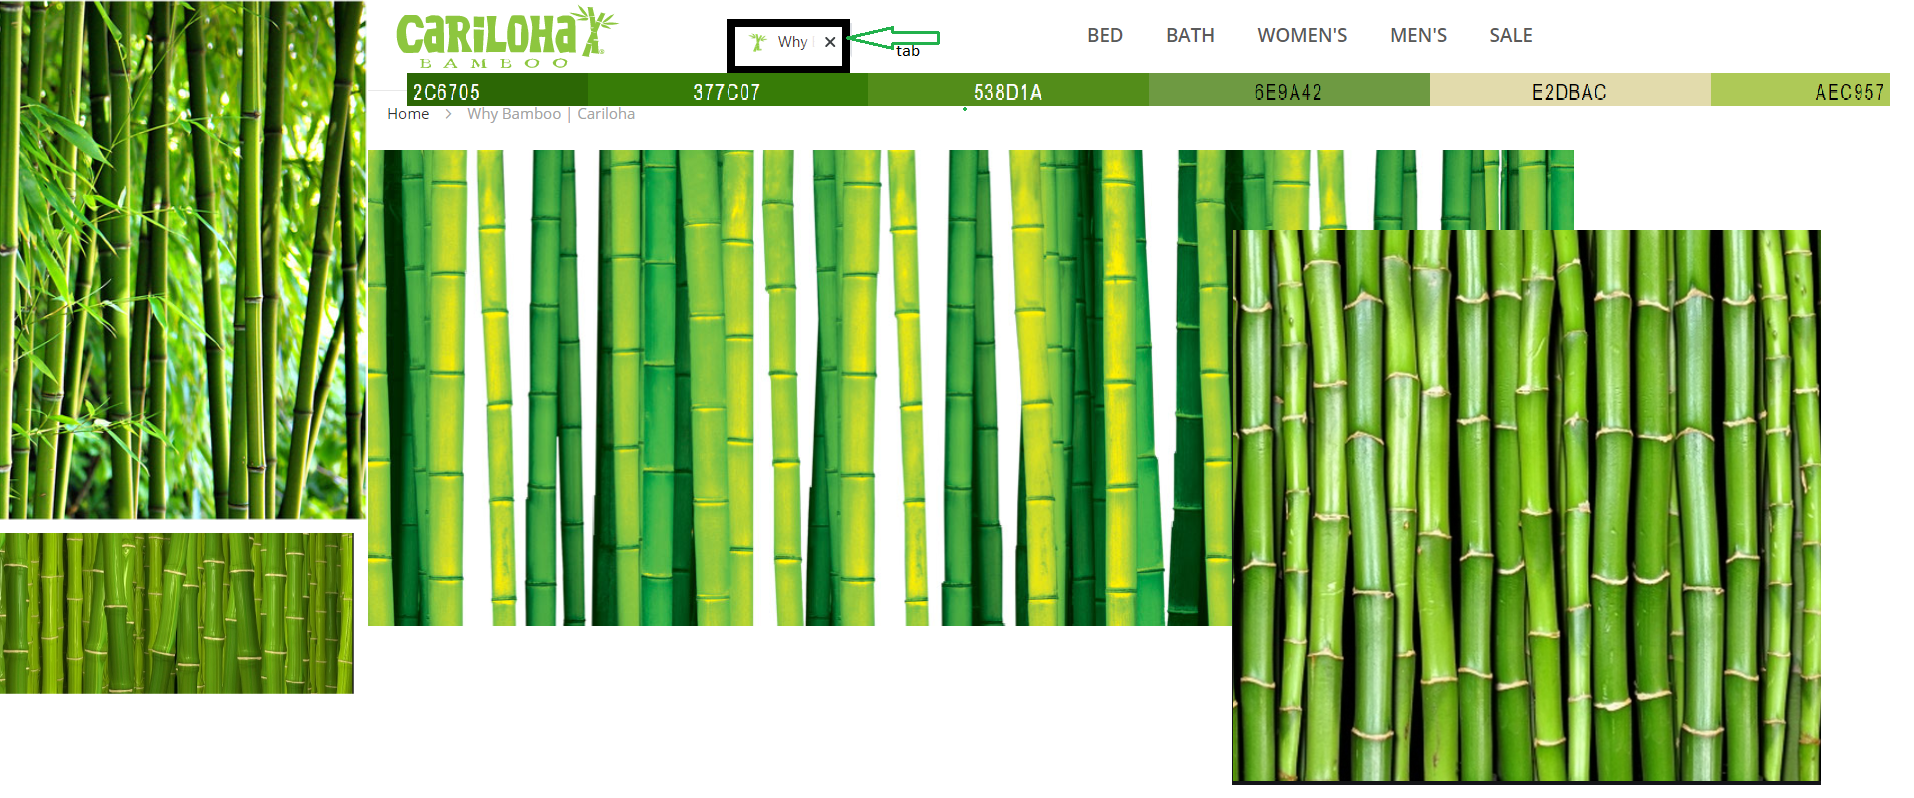 CARiLOHA
BAMBOO
Why
tab
BED BATH WOMEN'S MEN'S SALE
2C6705 377C07 538D1A 6E9A42 E2DBAC AEC957
Home > Why Bamboo | Cariloha